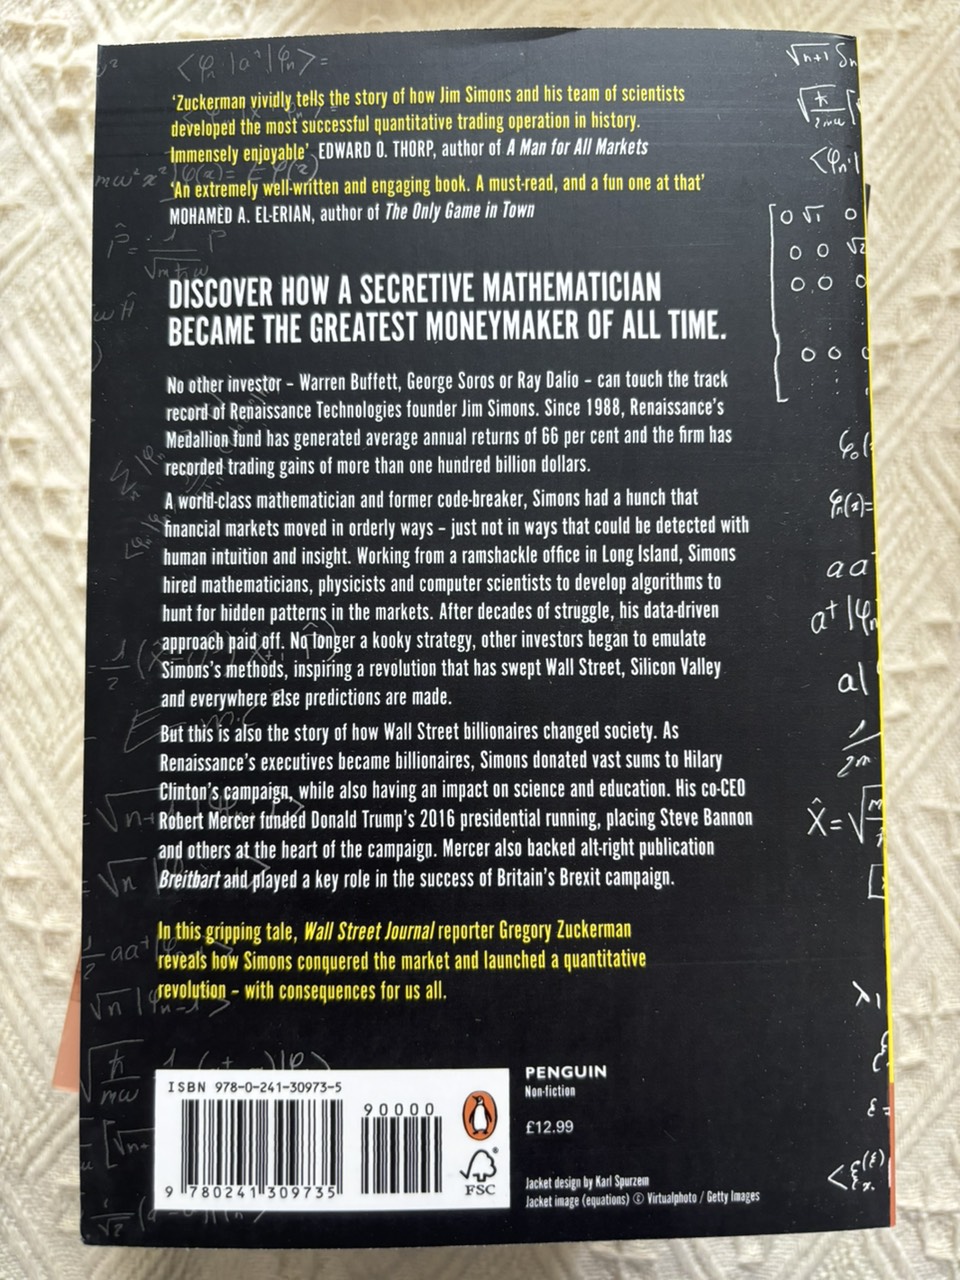 'Zuckerman vividly tells the story of how Jim Simons and his team of scientists
developed the most successful quantitative trading operation in history.
Immensely enjoyable' EDWARD O. THORP, author of A Man for All Markets
'An extremely well-written and engaging book. A must-read, and a fun one at that'
MOHAMED A. EL-ERIAN, author of The Only Game in Town
DISCOVER HOW A SECRETIVE MATHEMATICIAN
BECAME THE GREATEST MONEYMAKER OF ALL TIME.
No other investor – Warren Buffett, George Soros or Ray Dalio – can touch the track
record of Renaissance Technologies founder Jim Simons. Since 1988, Renaissance's
Medallion fund has generated average annual returns of 66 per cent and the firm has
recorded trading gains of more than one hundred billion dollars.
A world-class mathematician and former code-breaker, Simons had a hunch that
financial markets moved in orderly ways – just not in ways that could be detected with
human intuition and insight. Working from a ramshackle office in Long Island, Simons
hired mathematicians, physicists and computer scientists to develop algorithms to
hunt for hidden patterns in the markets. After decades of struggle, his data-driven
approach paid off. No longer a kooky strategy, other investors began to emulate
Simons's methods, inspiring a revolution that has swept Wall Street, Silicon Valley
and everywhere else predictions are made.
But this is also the story of how Wall Street billionaires changed society. As
Renaissance's executives became billionaires, Simons donated vast sums to Hilary
Clinton's campaign, while also having an impact on science and education. His co-CEO
Robert Mercer funded Donald Trump's 2016 presidential running, placing Steve Bannon
and others at the heart of the campaign. Mercer also backed alt-right publication
Breitbart and played a key role in the success of Britain's Brexit campaign.
In this gripping tale, Wall Street Journal reporter Gregory Zuckerman
reveals how Simons conquered the market and launched a quantitative
revolution – with consequences for us all.
ISBN 978-0-241-30973-5
90000
9 780241 309735
FSC
PENGUIN
Non-fiction
£12.99
Jacket design by Karl Spurzem
Jacket image (equations) © Virtualphoto / Getty Images